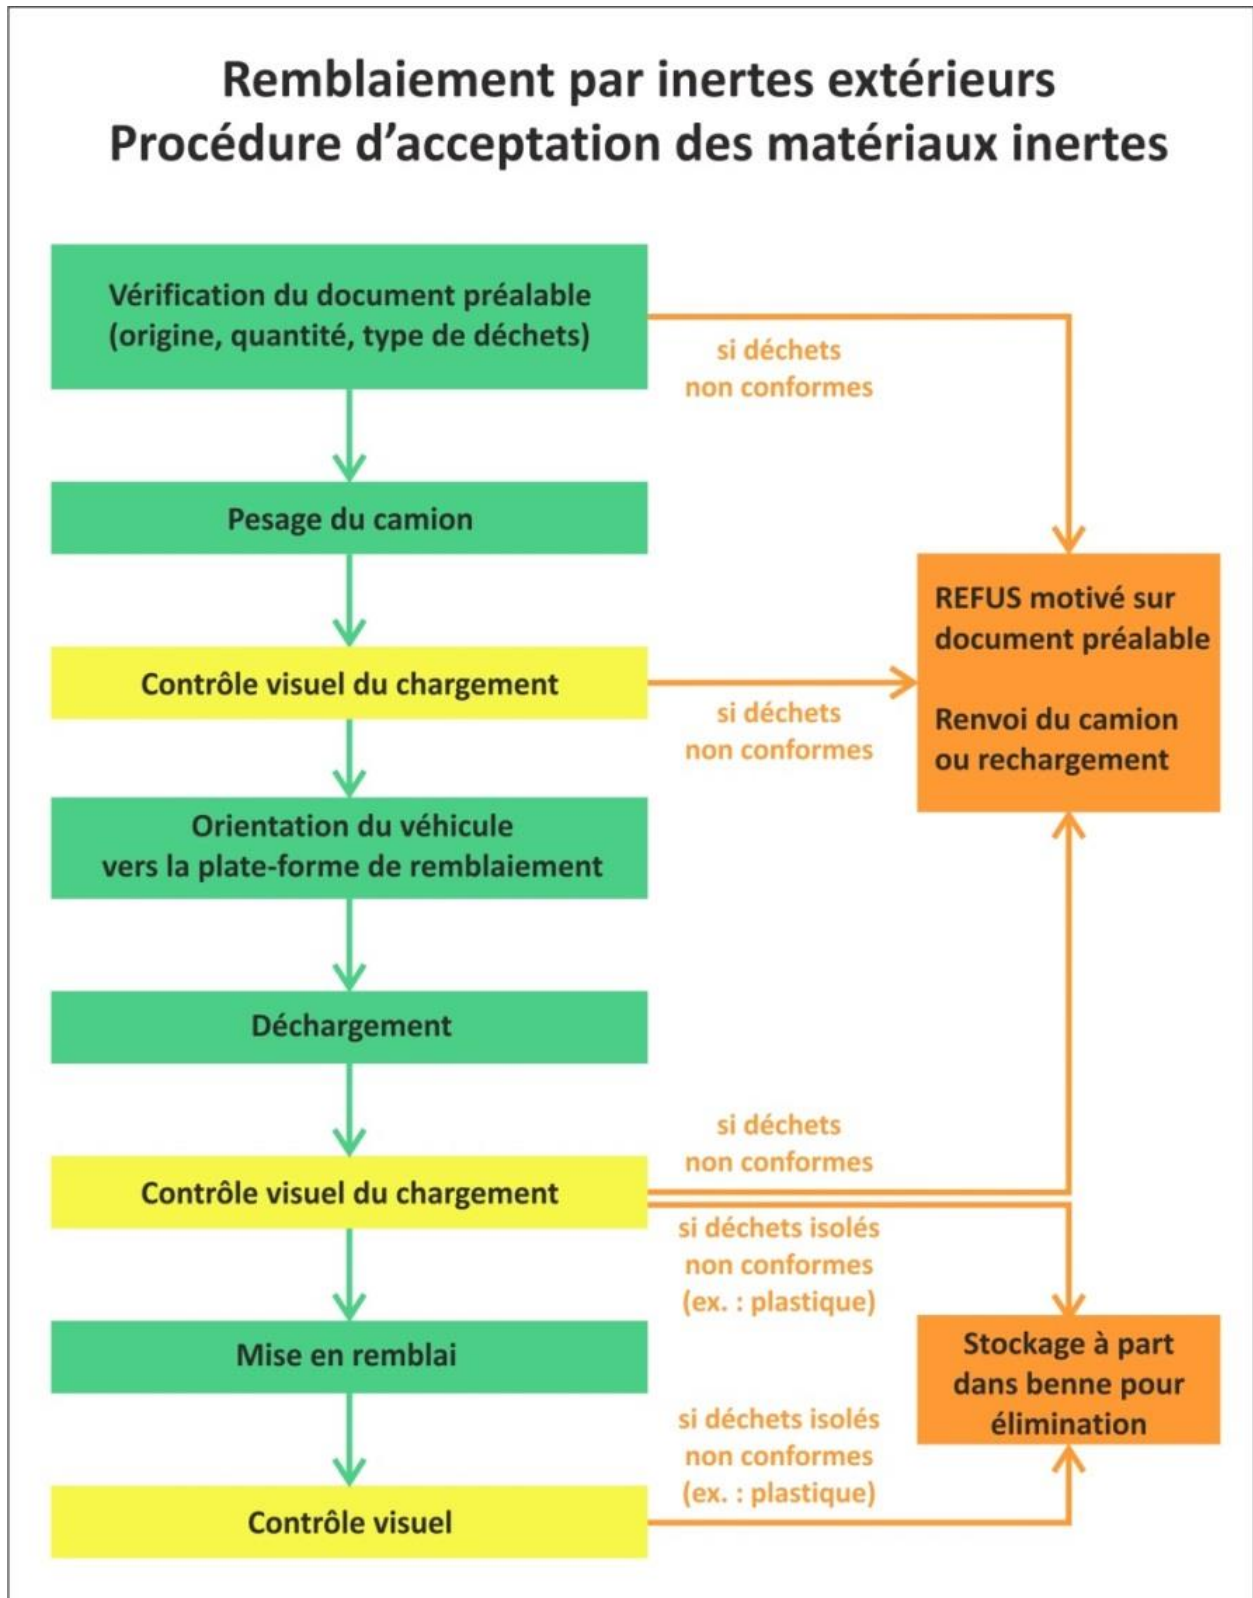 Remblaiement par inertes extérieurs
Procédure d'acceptation des matériaux inertes
Vérification du document préalable
(origine, quantité, type de déchets)
si déchets
non conformes
Pesage du camion
REFUS motivé sur
document préalable
Renvoi du camion
ou rechargement
Contrôle visuel du chargement
si déchets
non conformes
Orientation du véhicule
vers la plate-forme de remblaiement
Déchargement
si déchets
non conformes
Contrôle visuel du chargement
si déchets isolés
non conformes
(ex. : plastique)
Mise en remblai
Stockage à part
dans benne pour
élimination
si déchets isolés
non conformes
(ex. : plastique)
Contrôle visuel